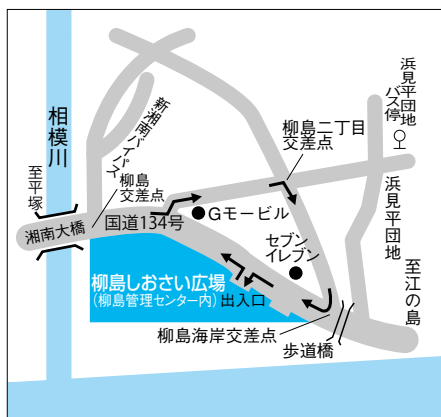 浜見平団地
バス停
新湘南バイパス
柳島二丁目
交差点
相模川
至平塚
柳島
交差点
浜見平団地
Gモービル
湘南大橋
国道134号
セブン
イレブン
至江の島
柳島しおさい広場
(柳島管理センター内)
出入口
柳島海岸交差点
歩道橋